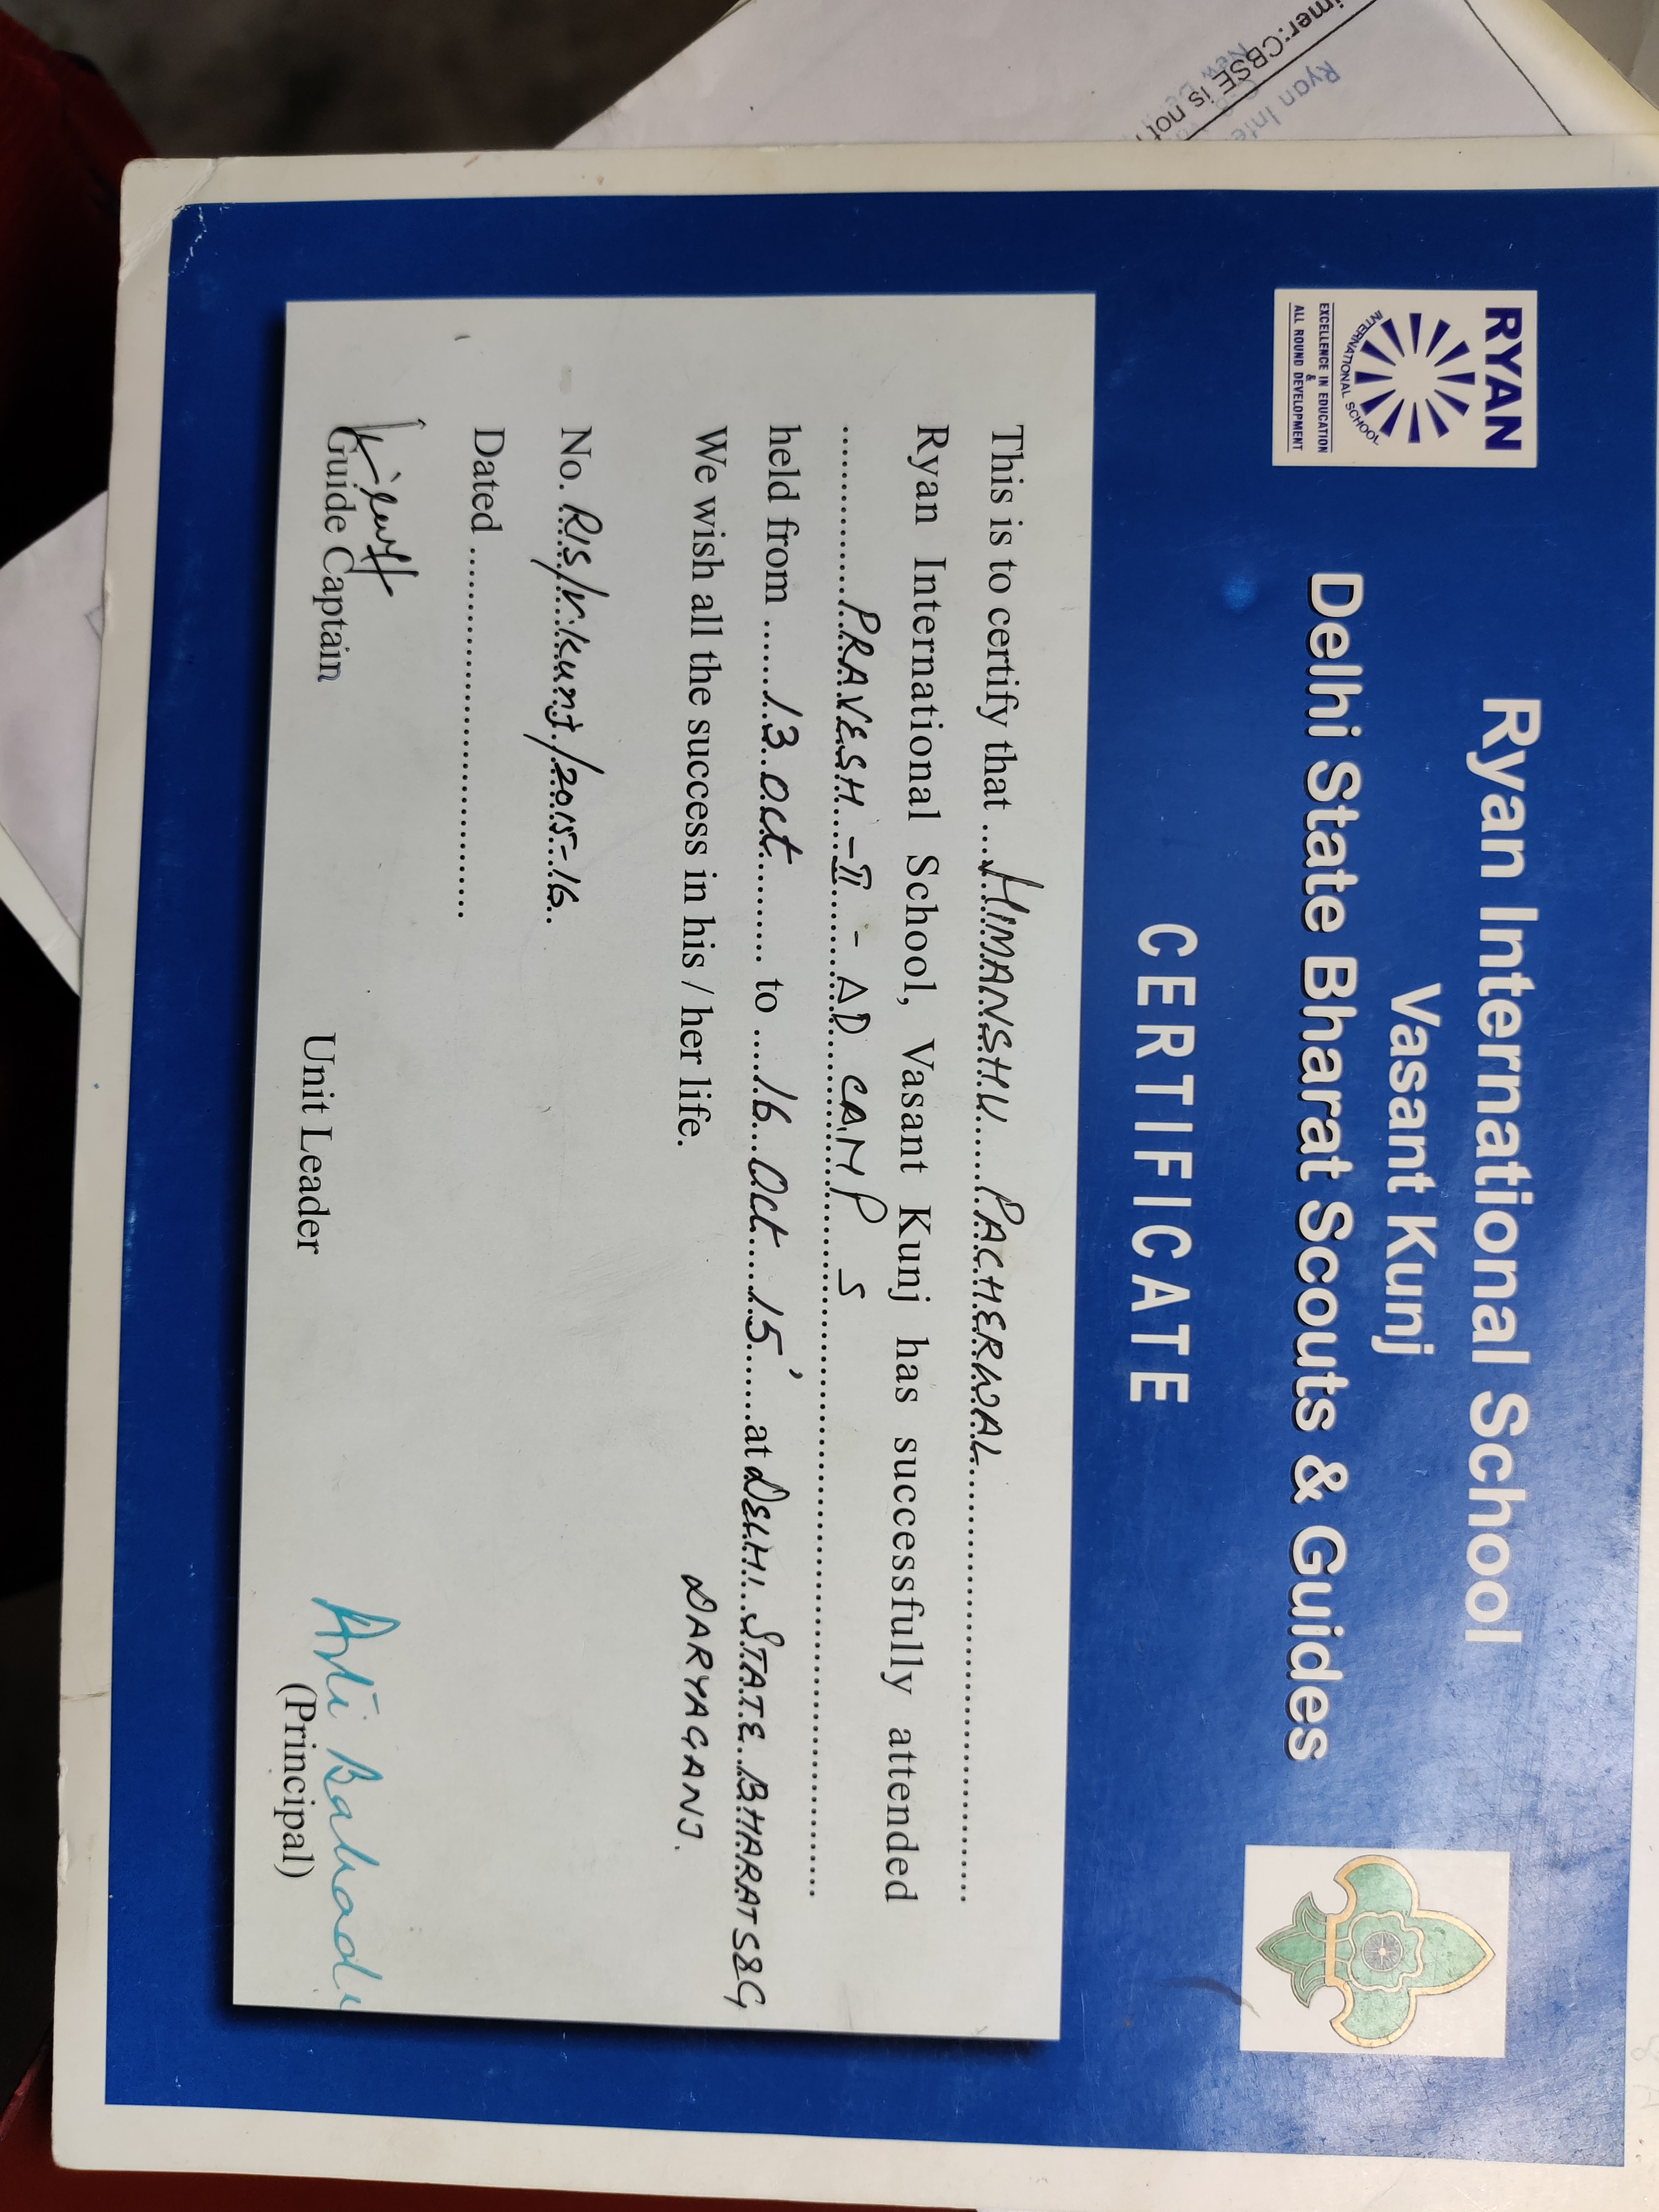 imer:CBSE is not
Ryan Inte
New De
RYAN
INTERNATIONAL SCHOOL
EXCELLENCE IN EDUCATION
&
ALL ROUND DEVELOPMENT
Ryan International School
Vasant Kunj
Delhi State Bharat Scouts & Guides
CERTIFICATE
This is to certify that ....HIMANSHU.....PACHERWAL....
Ryan International School, Vasant Kunj has successfully attended
............PRAVESH-II - AD CAMP S............
held from ......13 Oct......... to ....16 Oct 15'......at DELHI STATE BHARAT S&G
DARYAGANJ.
We wish all the success in his / her life.
No. RIS/V.Kunj/2015-16..
Dated ........................................
Guide Captain
Unit Leader
Arti Bahad
(Principal)